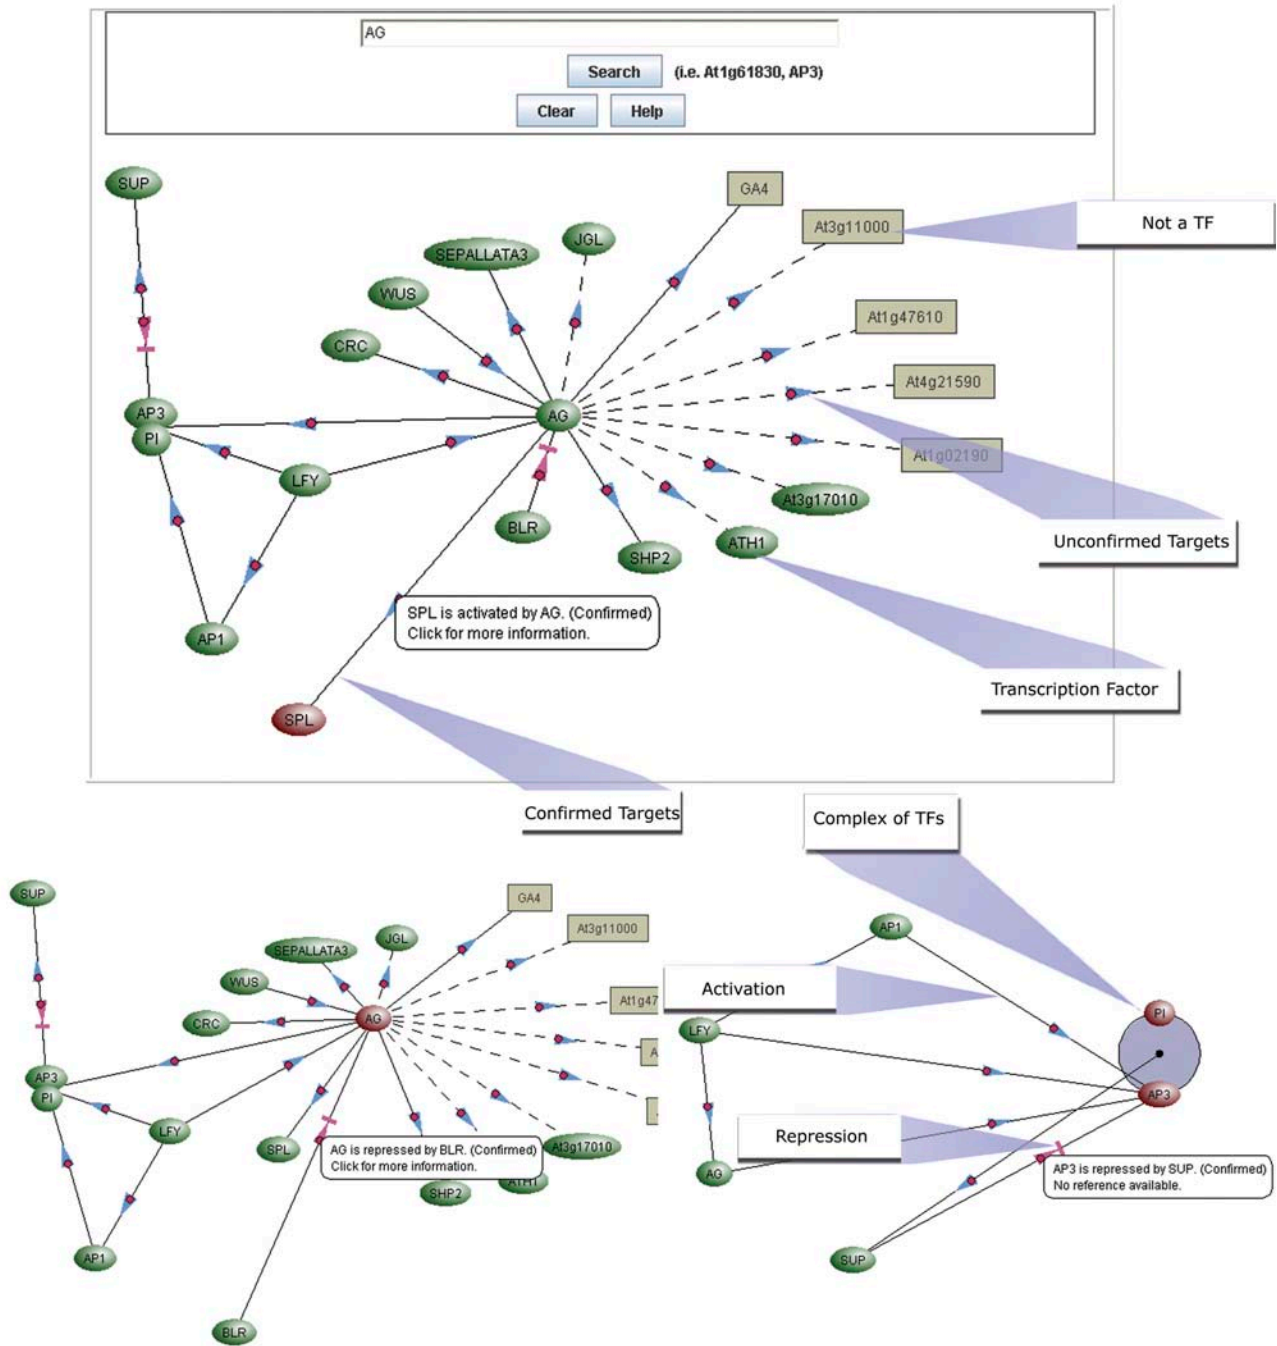 AG
Search (i.e. At1g61830, AP3)
Clear Help
SUP
GA4
At3g11000
Not a TF
JGL
SEPALLATA3
WUS
At1g47610
CRC
At4g21590
AP3
AG
PI
At1g02190
LFY
At3g17010
BLR
ATH1
Unconfirmed Targets
SHP2
SPL is activated by AG. (Confirmed)
Click for more information.
AP1
Transcription Factor
SPL
Confirmed Targets
Complex of TFs
SUP
GA4
At3g11000
JGL
SEPALLATA3
WUS
At1g47
CRC
AG
A
AP3
PI
LFY
SPL
AG is repressed by BLR. (Confirmed)
Click for more information.
At3g17010
ATH1
SHP2
AP1
BLR
AP1
Activation
PI
LFY
AP3
Repression
AG
AP3 is repressed by SUP. (Confirmed)
No reference available.
SUP